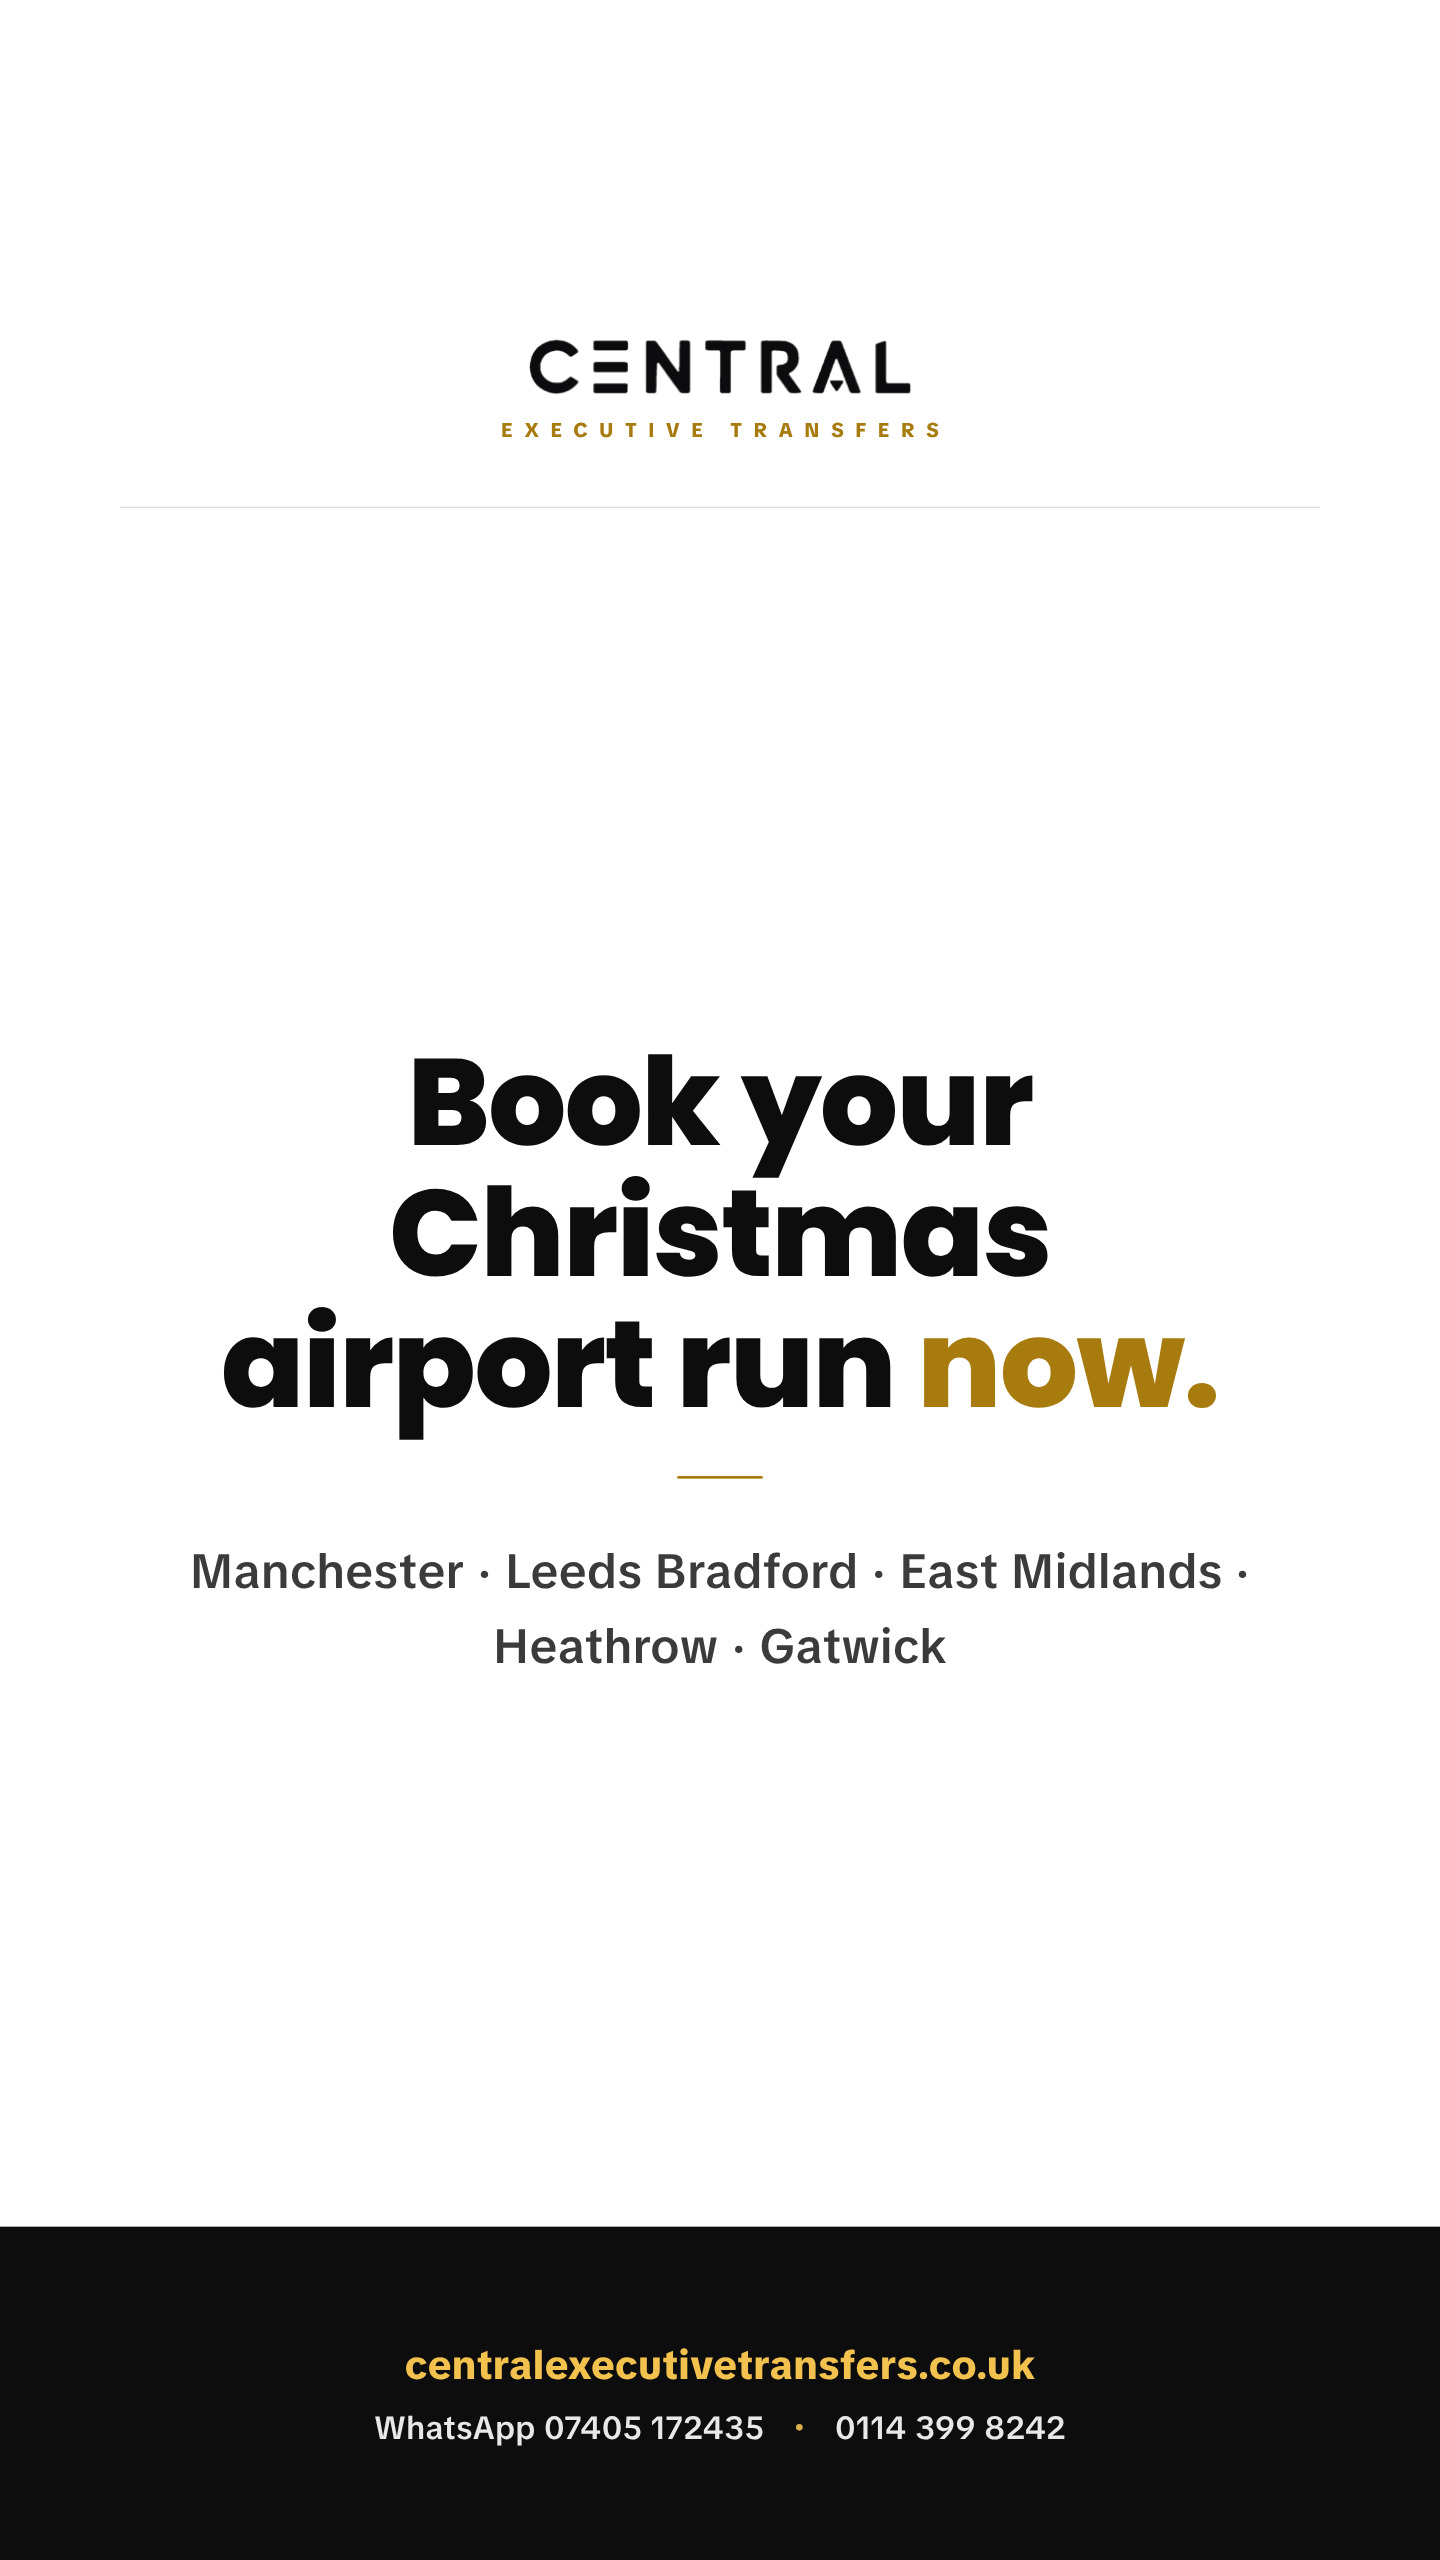 CENTRAL
EXECUTIVE TRANSFERS
Book your
Christmas
airport run now.
Manchester · Leeds Bradford · East Midlands ·
Heathrow · Gatwick
centralexecutivetransfers.co.uk
WhatsApp 07405 172435 · 0114 399 8242